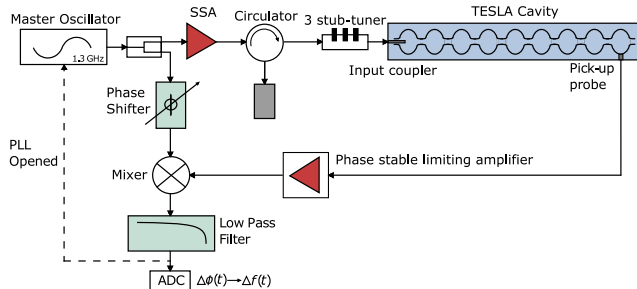 Master Oscillator
1.3 GHz
SSA
Circulator
3 stub-tuner
TESLA Cavity
Input coupler
Pick-up
probe
Phase
Shifter
ϕ
PLL
Opened
Mixer
Phase stable limiting amplifier
Low Pass
Filter
ADC
Δϕ(t)→Δf(t)